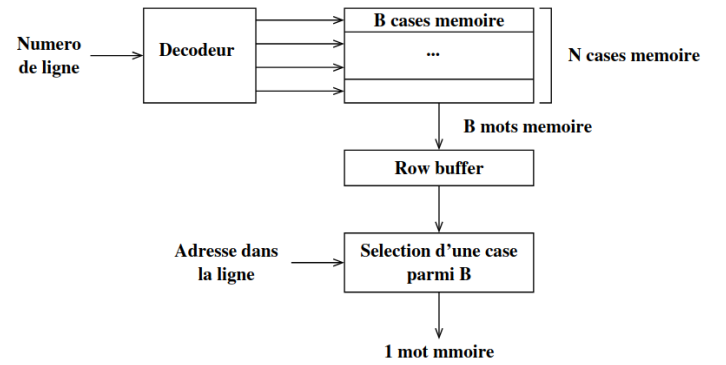 B cases memoire
Numero
de ligne
Decodeur
...
N cases memoire
B mots memoire
Row buffer
Adresse dans
la ligne
Selection d'une case
parmi B
1 mot mmoire